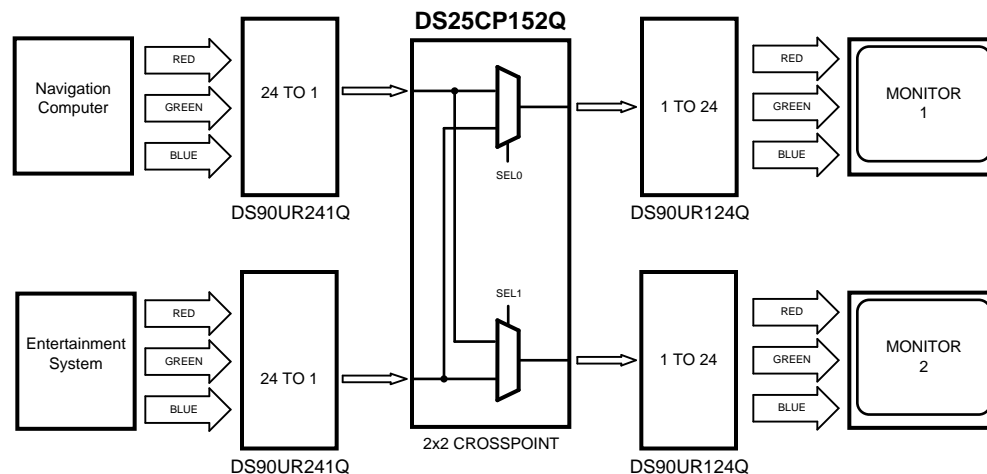 DS25CP152Q
Navigation
Computer
RED
GREEN
BLUE
24 TO 1
DS90UR241Q
SEL0
1 TO 24
DS90UR124Q
RED
GREEN
BLUE
MONITOR
1
Entertainment
System
RED
GREEN
BLUE
24 TO 1
DS90UR241Q
SEL1
2x2 CROSSPOINT
1 TO 24
DS90UR124Q
RED
GREEN
BLUE
MONITOR
2